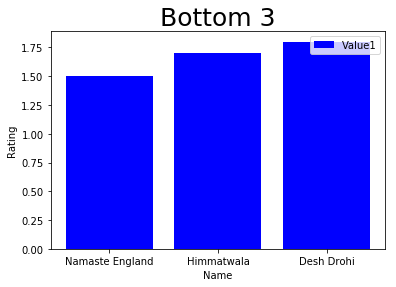 Bottom 3
Value1
1.75
1.50
1.25
1.00
0.75
0.50
0.25
0.00
Rating
Namaste England Himmatwala Desh Drohi
Name